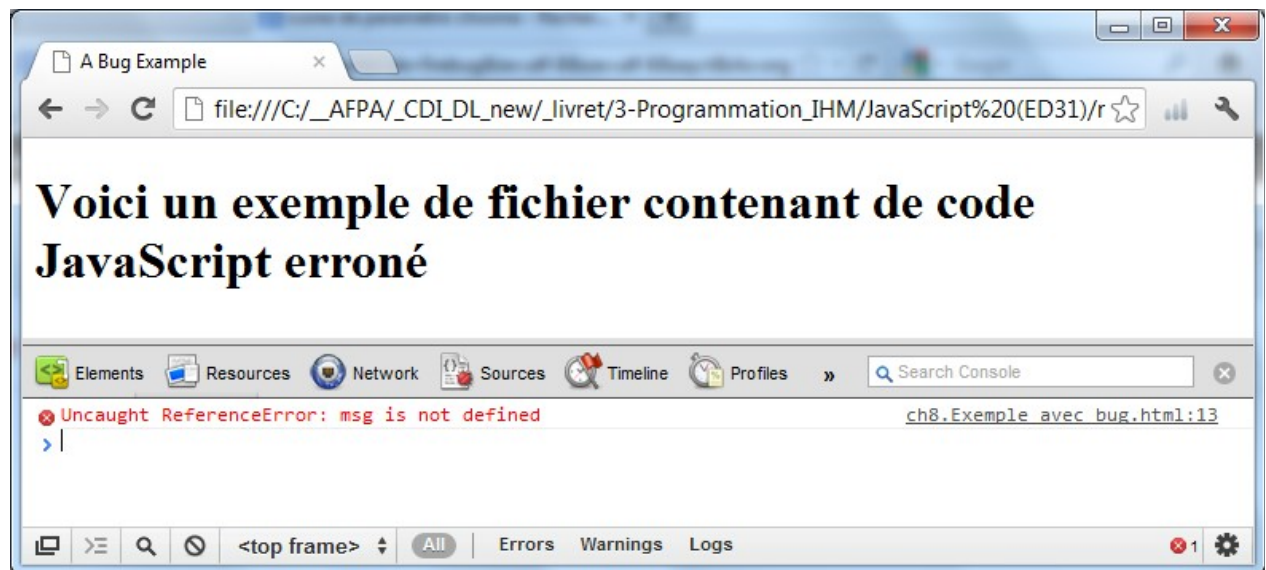 A Bug Example
file:///C:/__AFPA/_CDI_DL_new/_livret/3-Programmation_IHM/JavaScript%20(ED31)/r
Voici un exemple de fichier contenant de code
JavaScript erroné
Elements Resources Network Sources Timeline Profiles » Search Console
Uncaught ReferenceError: msg is not defined ch8.Exemple avec bug.html:13
>
<top frame> All Errors Warnings Logs 1